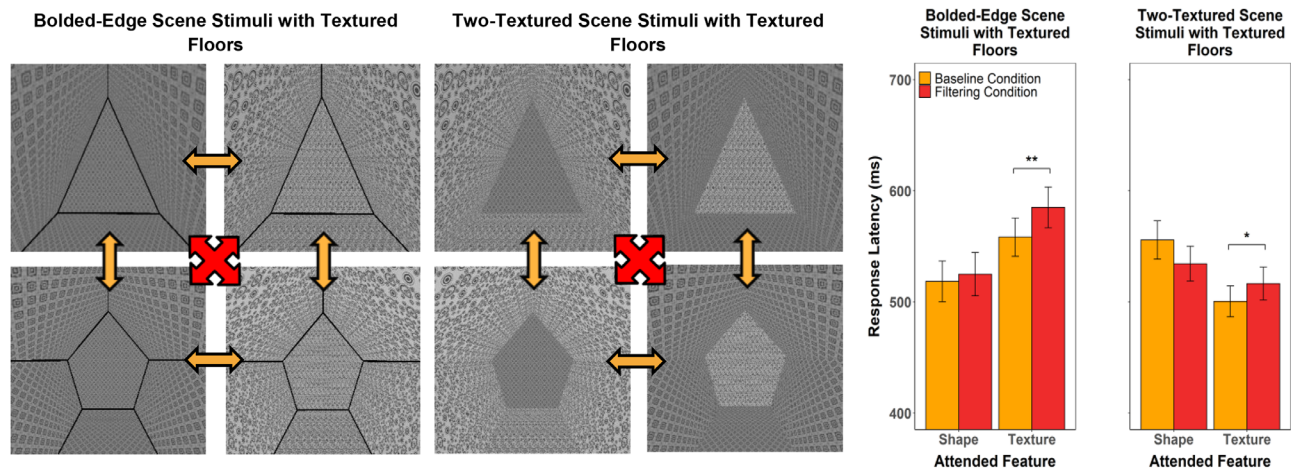 Bolded-Edge Scene Stimuli with Textured
Floors
Two-Textured Scene Stimuli with Textured
Floors
Bolded-Edge Scene
Stimuli with Textured
Floors
Two-Textured Scene
Stimuli with Textured
Floors
Response Latency (ms)
700
600
500
400
Baseline Condition
Filtering Condition
**
*
Shape Texture
Attended Feature
Shape Texture
Attended Feature